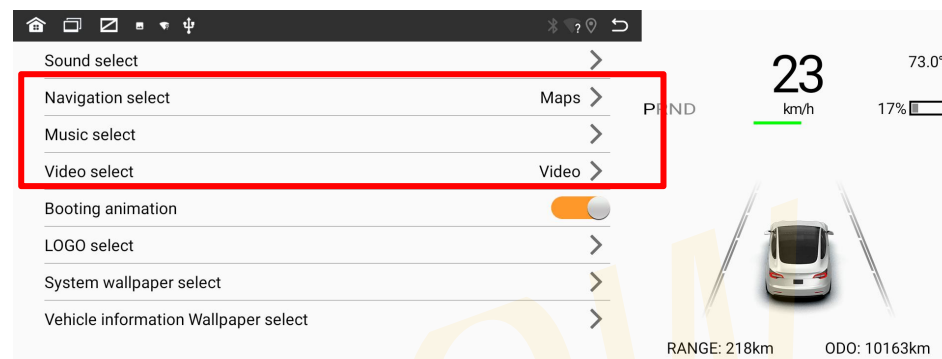 Sound select
Navigation select Maps
Music select
Video select Video
Booting animation
LOGO select
System wallpaper select
Vehicle information Wallpaper select
?
23
km/h
73.0°
PRND
17%
RANGE: 218km ODO: 10163km